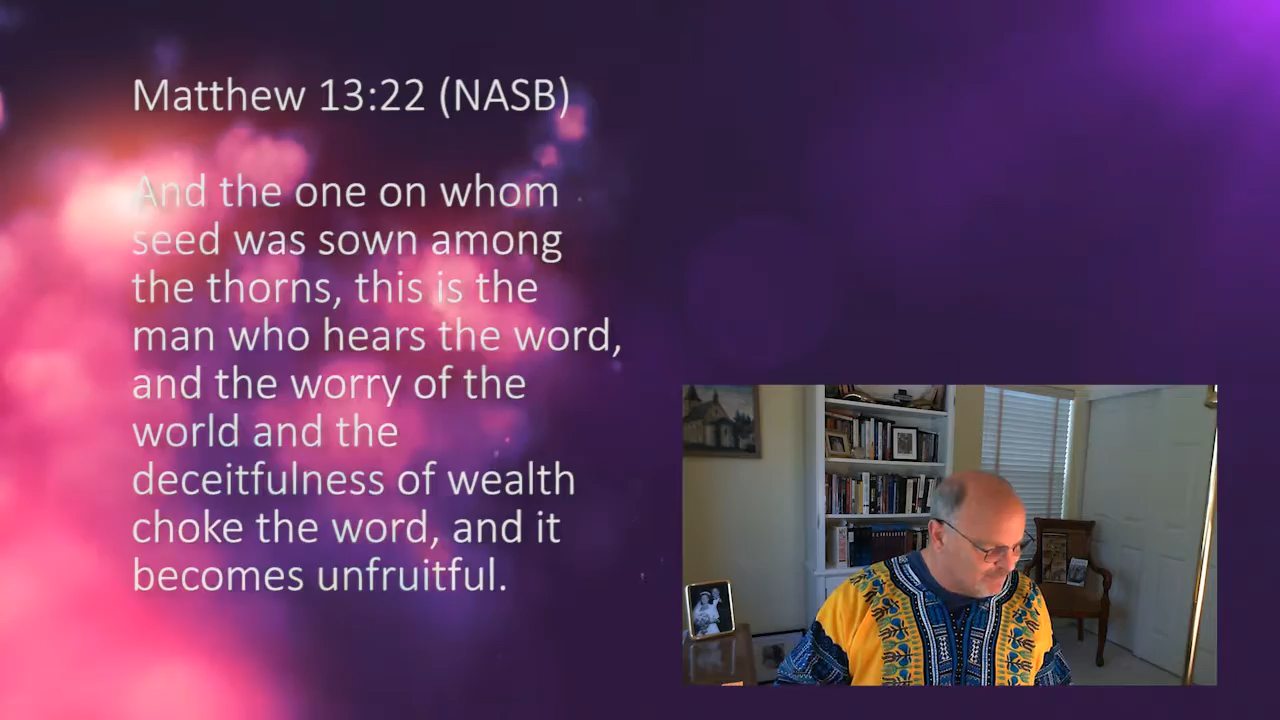 Matthew 13:22 (NASB)
And the one on whom
seed was sown among
the thorns, this is the
man who hears the word,
and the worry of the
world and the
deceitfulness of wealth
choke the word, and it
becomes unfruitful.